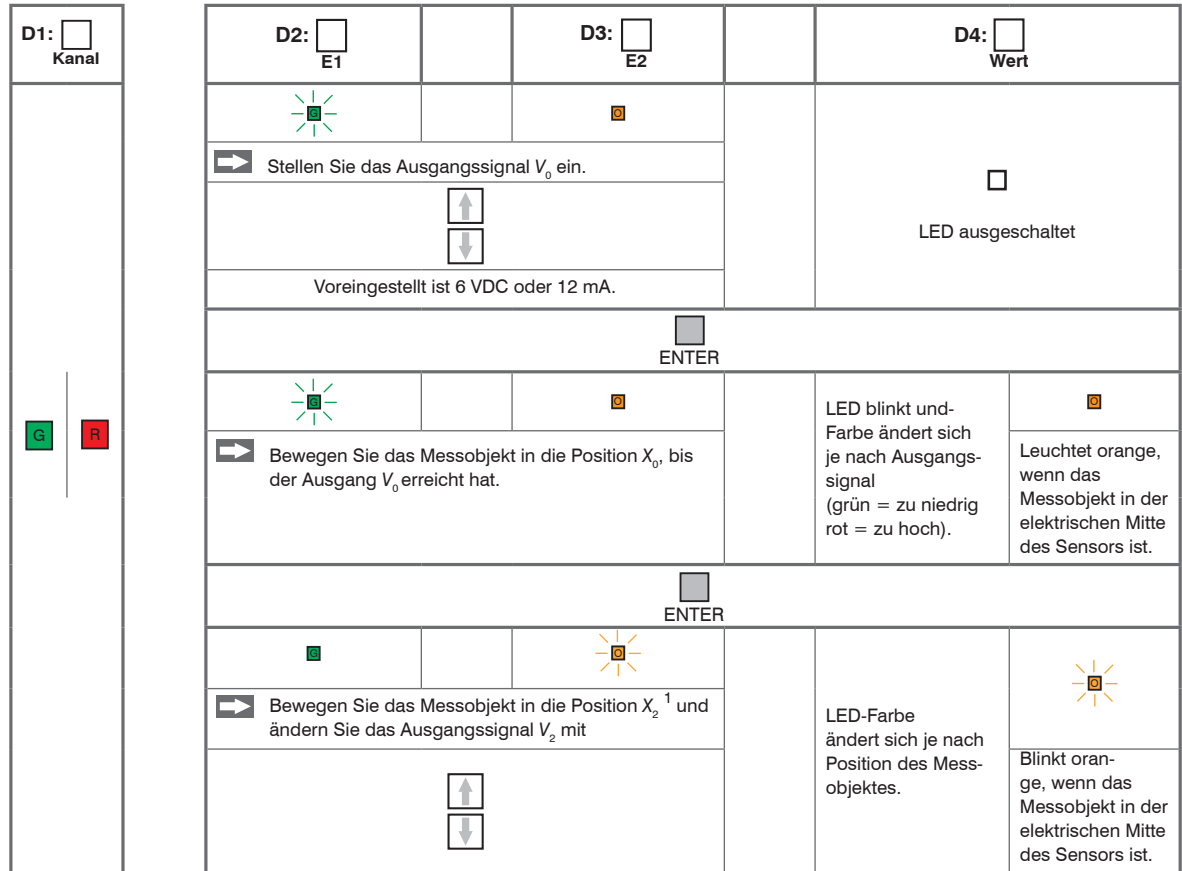 D1:
Kanal
D2:
E1
D3:
E2
D4:
Wert
G
R
G
O
Stellen Sie das Ausgangssignal V0 ein.
Voreingestellt ist 6 VDC oder 12 mA.
LED ausgeschaltet
ENTER
G
O
Bewegen Sie das Messobjekt in die Position X0, bis
der Ausgang V0 erreicht hat.
LED blinkt und-
Farbe ändert sich
je nach Ausgangs-
signal
(grün = zu niedrig
rot = zu hoch).
O
Leuchtet orange,
wenn das
Messobjekt in der
elektrischen Mitte
des Sensors ist.
ENTER
G
O
Bewegen Sie das Messobjekt in die Position X2 1 und
ändern Sie das Ausgangssignal V2 mit
LED-Farbe
ändert sich je nach
Position des Mess-
objektes.
O
Blinkt oran-
ge, wenn das
Messobjekt in der
elektrischen Mitte
des Sensors ist.